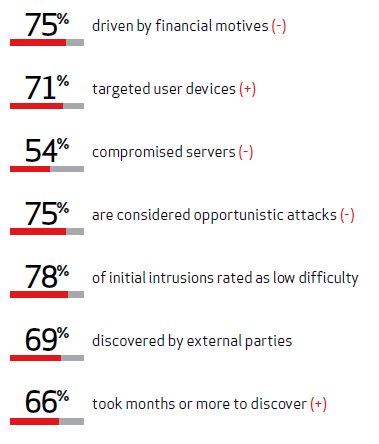 75% driven by financial motives (-)
71% targeted user devices (+)
54% compromised servers (-)
75% are considered opportunistic attacks (-)
78% of initial intrusions rated as low difficulty
69% discovered by external parties
66% took months or more to discover (+)